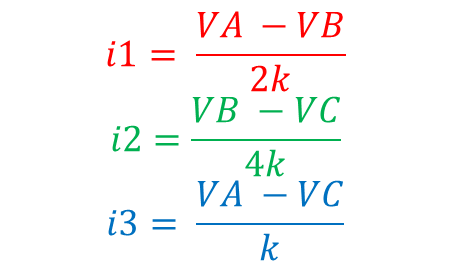 i1 = VA − VB / 2k
i2 = VB − VC / 4k
i3 = VA − VC / k